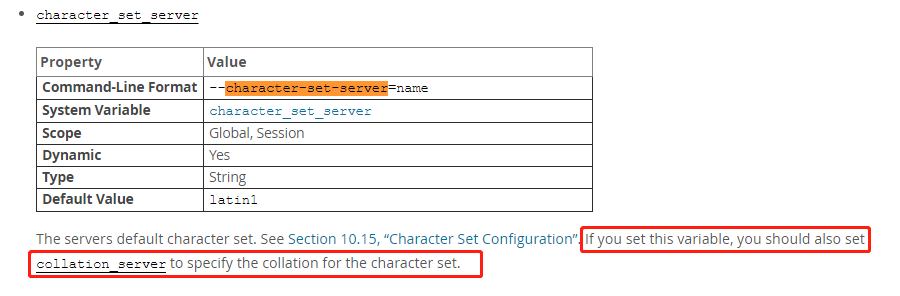 character_set_server
Property Value
Command-Line Format --character-set-server=name
System Variable character_set_server
Scope Global, Session
Dynamic Yes
Type String
Default Value latin1
The servers default character set. See Section 10.15, “Character Set Configuration”. If you set this variable, you should also set
collation_server to specify the collation for the character set.